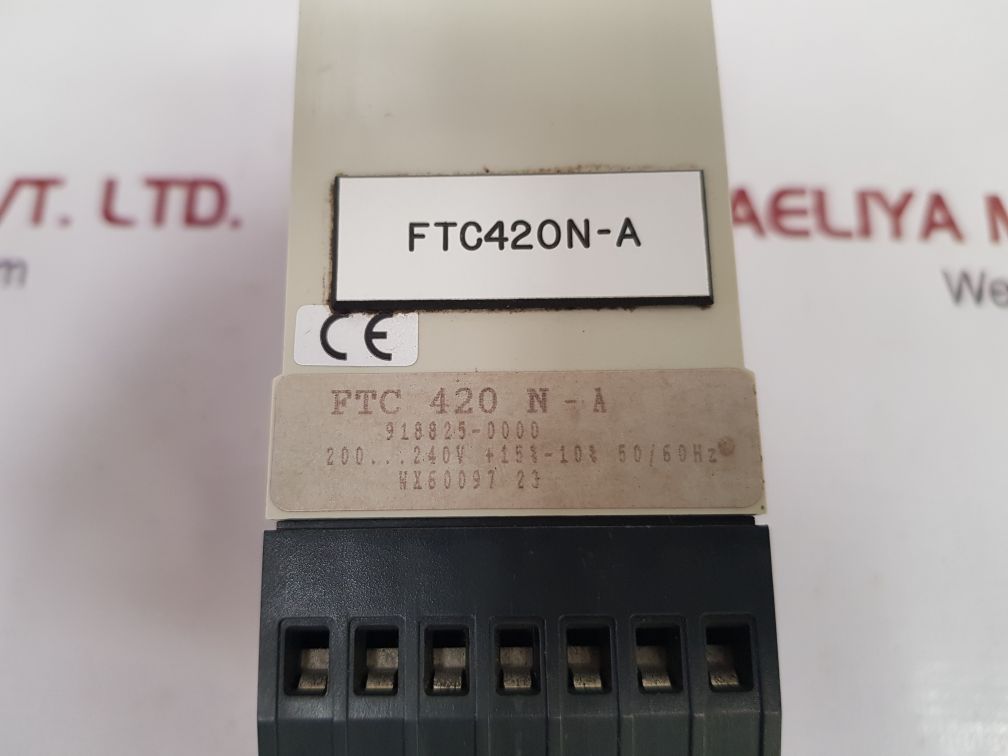 VT. LTD.
AELIYA M
m
We
FTC420N-A
CE
FTC 420 N - A
918825-0000
200...240V +15%-10% 50/60Hz
WX60097 23